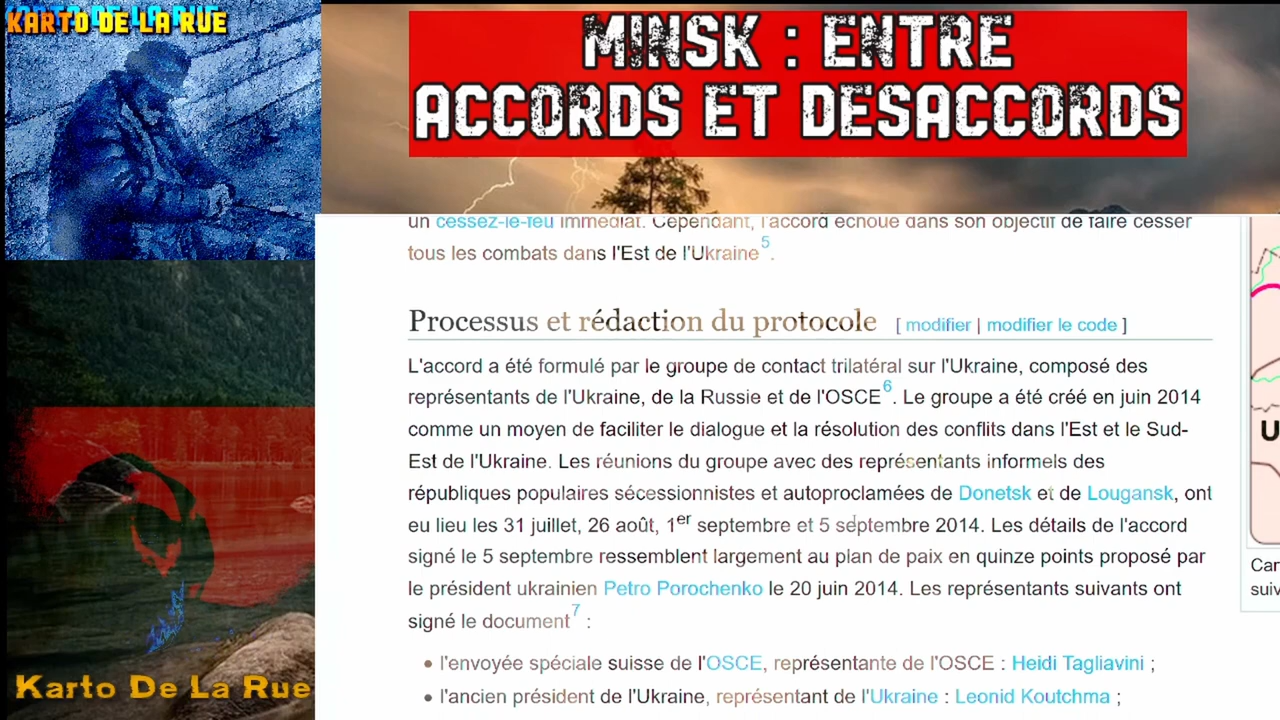 KARTO DE LA RUE
MINSK : ENTRE
ACCORDS ET DESACCORDS
un cessez-le-feu immédiat. Cependant, l'accord échoue dans son objectif de faire cesser
tous les combats dans l'Est de l'Ukraine5.
Processus et rédaction du protocole [ modifier | modifier le code ]
L'accord a été formulé par le groupe de contact trilatéral sur l'Ukraine, composé des
représentants de l'Ukraine, de la Russie et de l'OSCE6. Le groupe a été créé en juin 2014
comme un moyen de faciliter le dialogue et la résolution des conflits dans l'Est et le Sud-
Est de l'Ukraine. Les réunions du groupe avec des représentants informels des
républiques populaires sécessionnistes et autoproclamées de Donetsk et de Lougansk, ont
eu lieu les 31 juillet, 26 août, 1er septembre et 5 septembre 2014. Les détails de l'accord
signé le 5 septembre ressemblent largement au plan de paix en quinze points proposé par
le président ukrainien Petro Porochenko le 20 juin 2014. Les représentants suivants ont
signé le document7 :
• l'envoyée spéciale suisse de l'OSCE, représentante de l'OSCE : Heidi Tagliavini ;
• l'ancien président de l'Ukraine, représentant de l'Ukraine : Leonid Koutchma ;
U
Car
suiv
Karto De La Rue